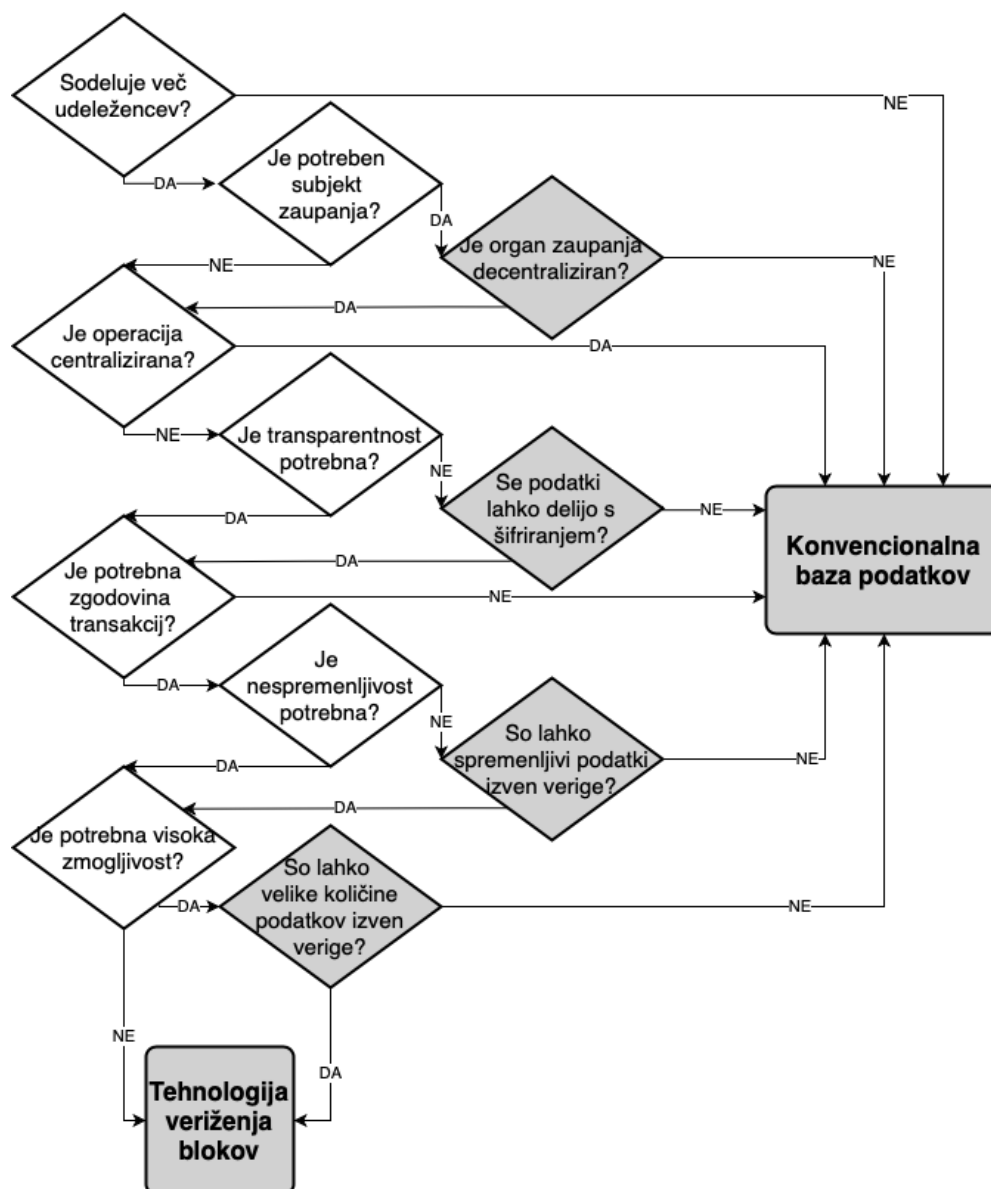 Sodeluje več
udeležencev?
NE
DA
Je potreben
subjekt
zaupanja?
DA
NE
Je organ zaupanja
decentraliziran?
NE
DA
Je operacija
centralizirana?
DA
NE
Je transparentnost
potrebna?
NE
DA
Se podatki
lahko delijo s
šifriranjem?
NE
DA
Konvencionalna
baza podatkov
Je potrebna
zgodovina
transakcij?
NE
DA
Je
nespremenljivost
potrebna?
NE
DA
So lahko
spremenljivi podatki
izven verige?
NE
DA
Je potrebna visoka
zmogljivost?
DA
NE
So lahko
velike količine
podatkov izven
verige?
NE
DA
Tehnologija
veriženja
blokov